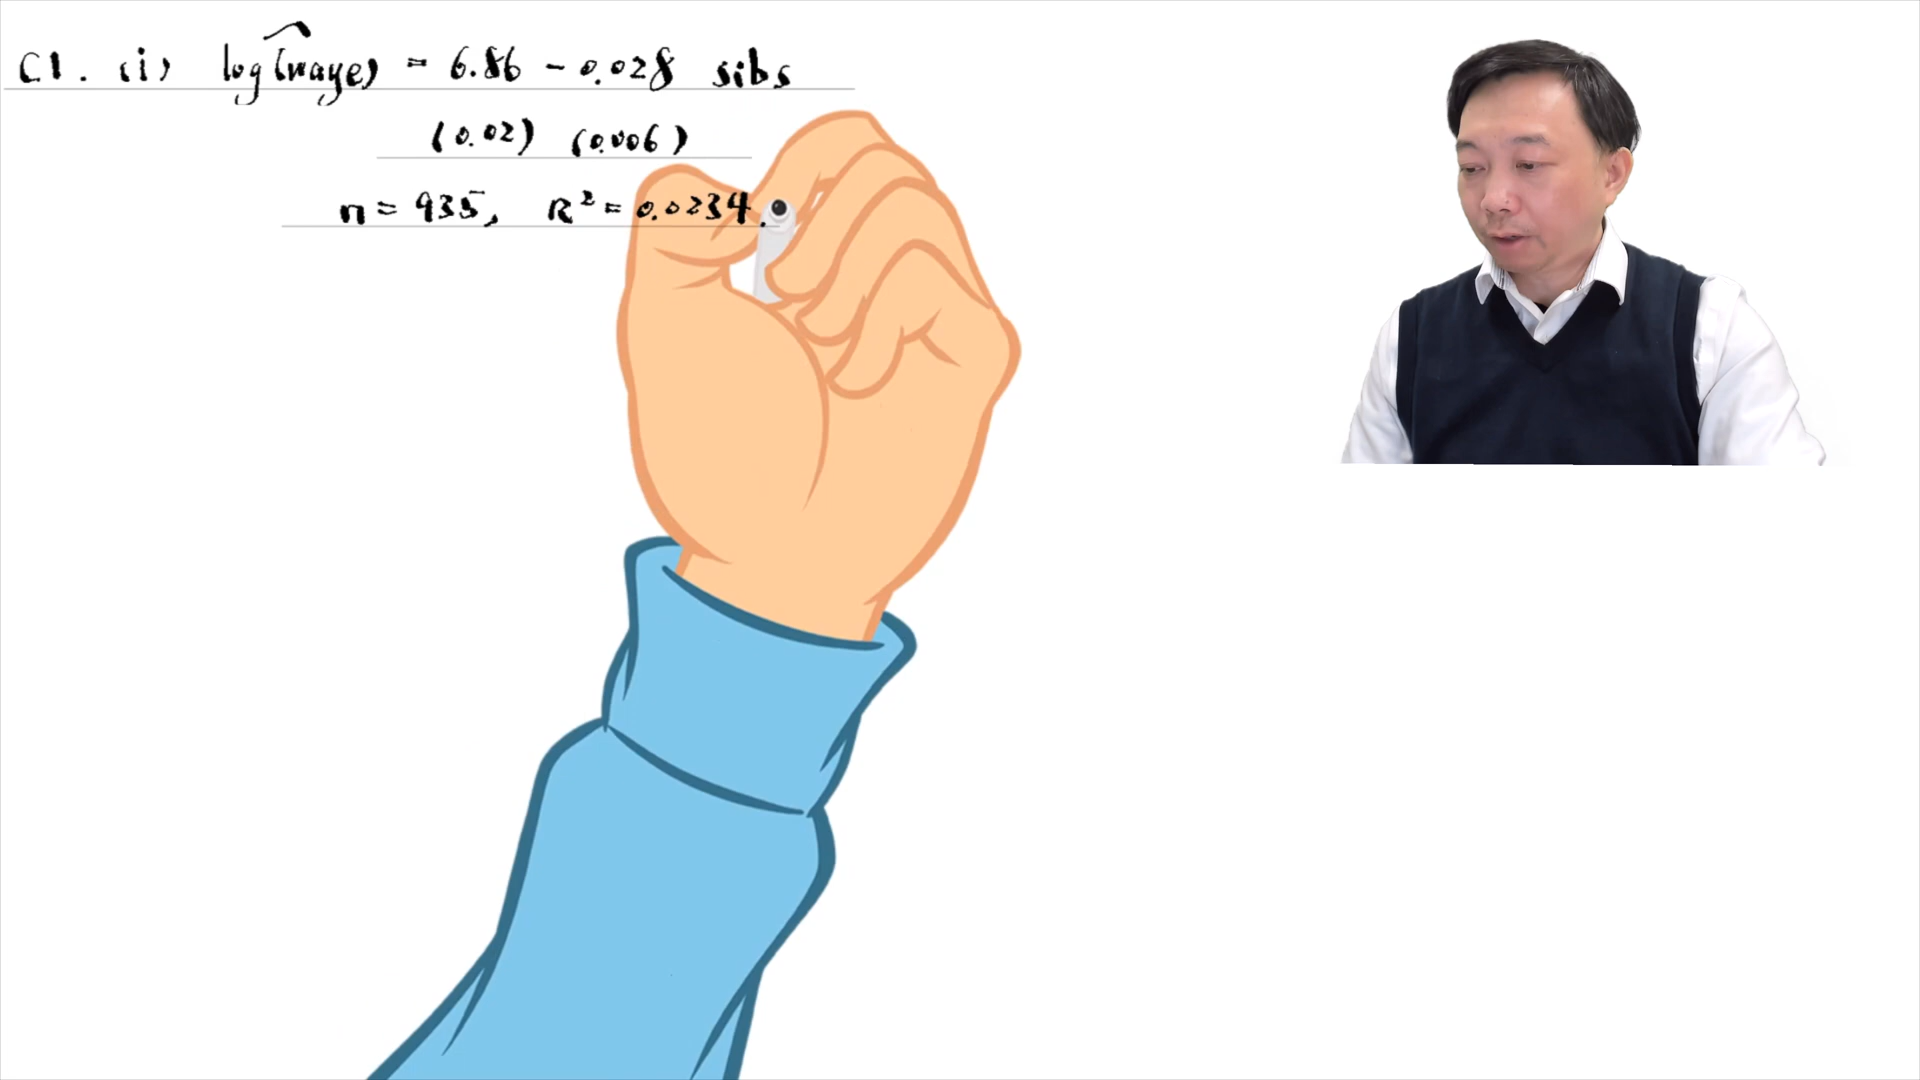 C1. (i) log(wage)^ = 6.86 - 0.028 sibs
(0.02) (0.006)
n = 935, R² = 0.0234.